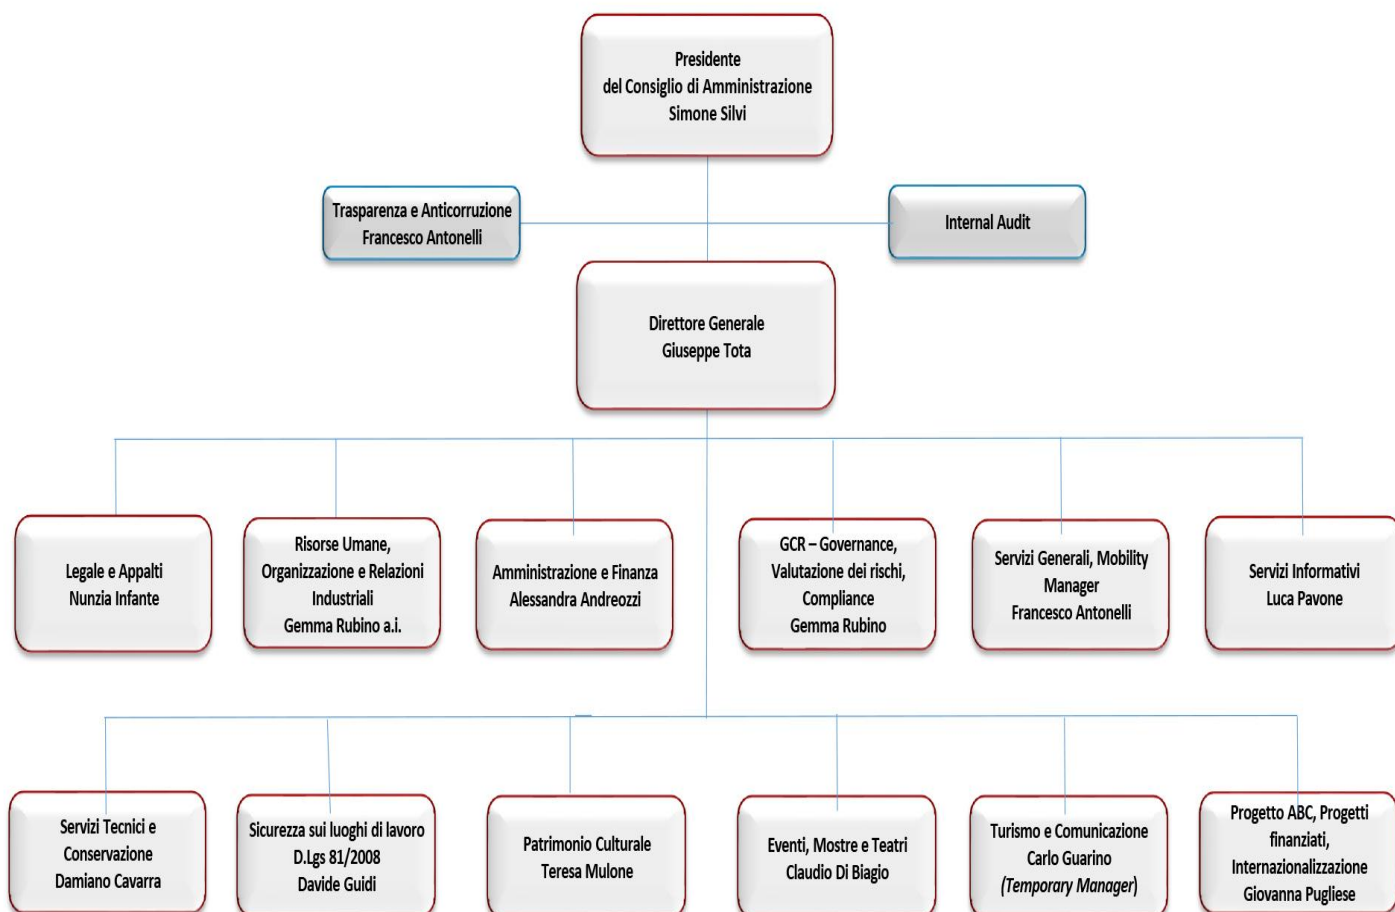 Presidente
del Consiglio di Amministrazione
Simone Silvi
Trasparenza e Anticorruzione
Francesco Antonelli
Internal Audit
Direttore Generale
Giuseppe Tota
Legale e Appalti
Nunzia Infante
Risorse Umane,
Organizzazione e Relazioni
Industriali
Gemma Rubino a.i.
Amministrazione e Finanza
Alessandra Andreozzi
GCR – Governance,
Valutazione dei rischi,
Compliance
Gemma Rubino
Servizi Generali, Mobility
Manager
Francesco Antonelli
Servizi Informativi
Luca Pavone
Servizi Tecnici e
Conservazione
Damiano Cavarra
Sicurezza sui luoghi di lavoro
D.Lgs 81/2008
Davide Guidi
Patrimonio Culturale
Teresa Mulone
Eventi, Mostre e Teatri
Claudio Di Biagio
Turismo e Comunicazione
Carlo Guarino
(Temporary Manager)
Progetto ABC, Progetti
finanziati,
Internazionalizzazione
Giovanna Pugliese